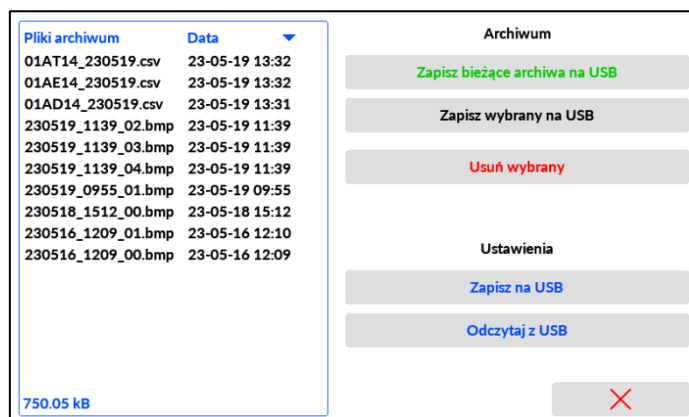 Pliki archiwum Data
01AT14_230519.csv 23-05-19 13:32
01AE14_230519.csv 23-05-19 13:32
01AD14_230519.csv 23-05-19 13:31
230519_1139_02.bmp 23-05-19 11:39
230519_1139_03.bmp 23-05-19 11:39
230519_1139_04.bmp 23-05-19 11:39
230519_0955_01.bmp 23-05-19 09:55
230518_1512_00.bmp 23-05-18 15:12
230516_1209_01.bmp 23-05-16 12:10
230516_1209_00.bmp 23-05-16 12:09
750.05 kB
Archiwum
Zapisz bieżące archiwa na USB
Zapisz wybrany na USB
Usuń wybrany
Ustawienia
Zapisz na USB
Odczytaj z USB